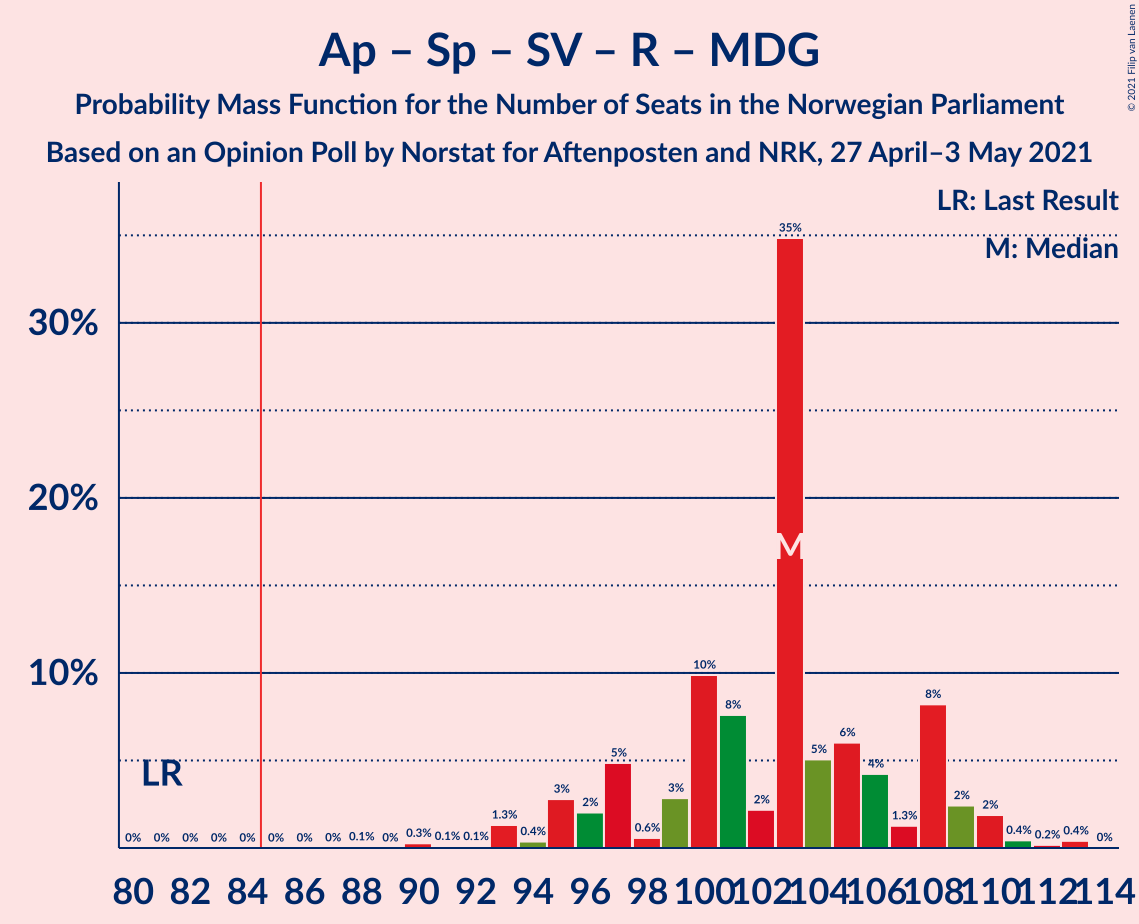 Ap – Sp – SV – R – MDG
Probability Mass Function for the Number of Seats in the Norwegian Parliament
Based on an Opinion Poll by Norstat for Aftenposten and NRK, 27 April–3 May 2021
© 2021 Filip van Laenen
LR: Last Result
M: Median
30%
20%
10%
LR
M
0% 0% 0% 0% 0% 0% 0% 0% 0.1% 0% 0.3% 0.1% 0.1% 1.3% 0.4% 3% 2% 5% 0.6% 3% 10% 8% 2% 35% 5% 6% 4% 1.3% 8% 2% 2% 0.4% 0.2% 0.4% 0%
80 82 84 86 88 90 92 94 96 98 100 102 104 106 108 110 112 114